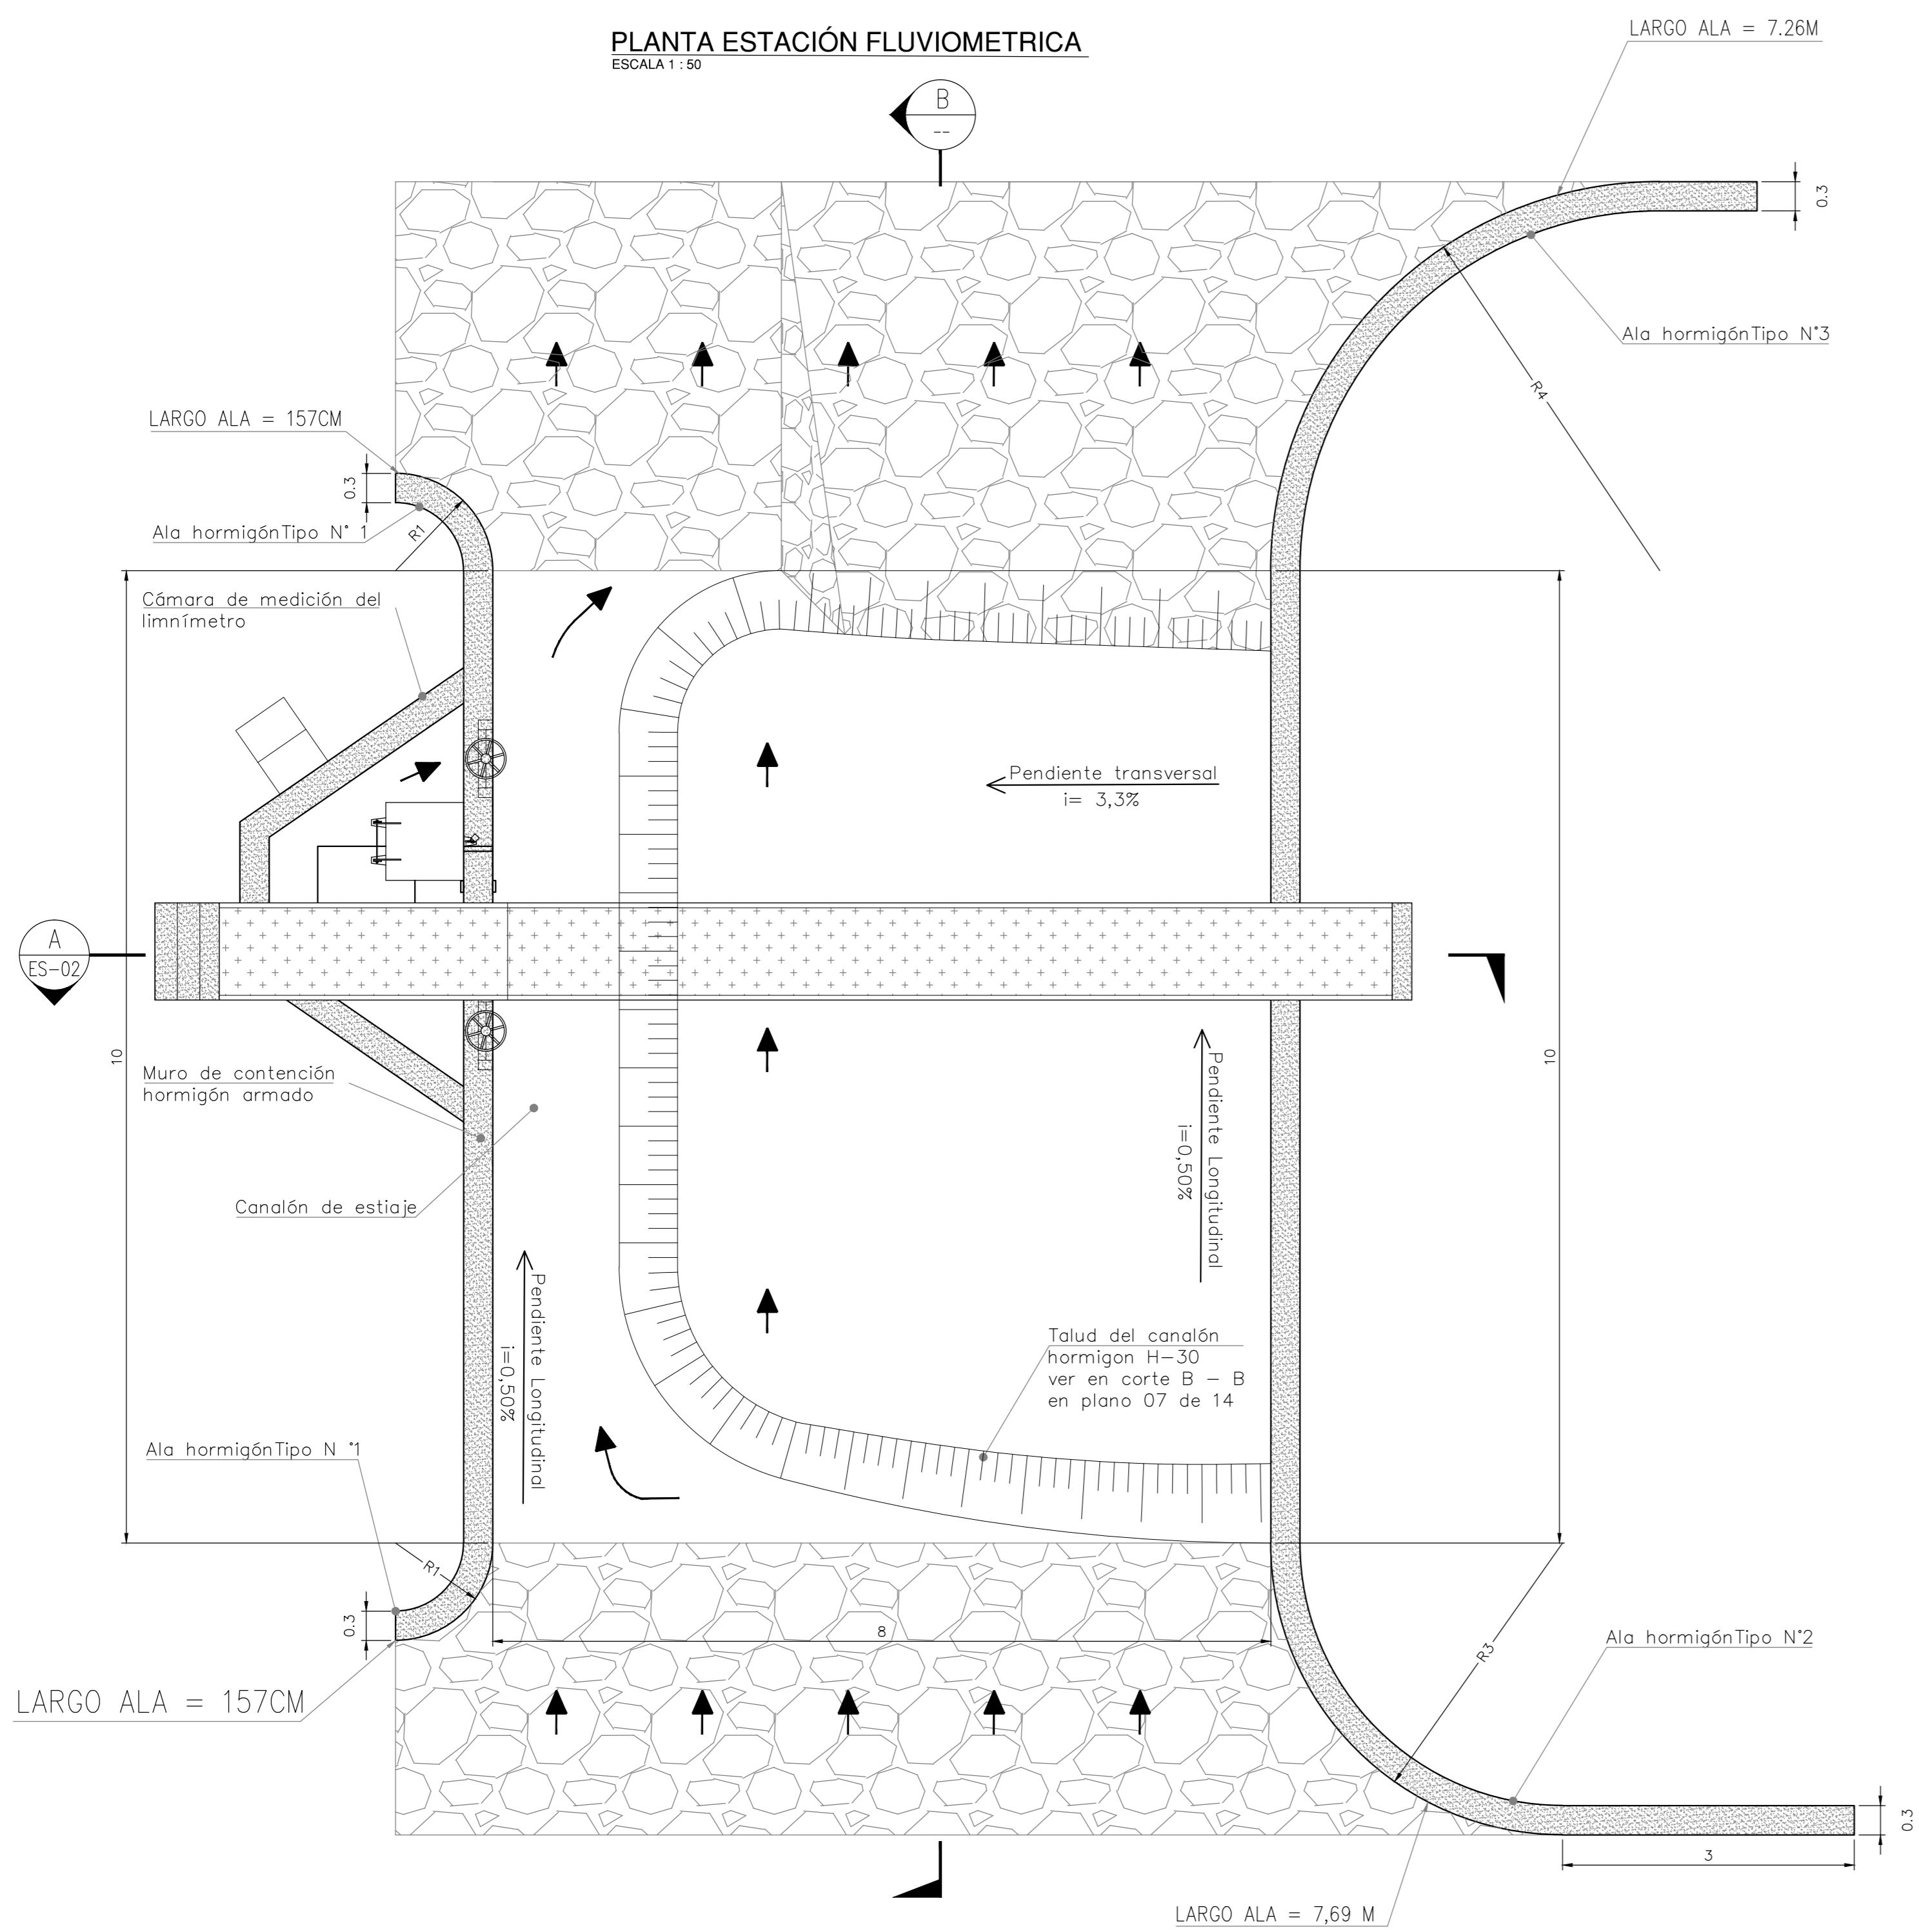 PLANTA ESTACIÓN FLUVIOMETRICA
ESCALA 1 : 50
LARGO ALA = 7.26M
B
--
0.3
Ala hormigónTipo N°3
R4
LARGO ALA = 157CM
0.3
Ala hormigónTipo N° 1
R1
Cámara de medición del
limnímetro
Pendiente transversal
i= 3,3%
A
ES-02
10
10
Muro de contención
hormigón armado
Pendiente Longitudinal
i=0,50%
Canalón de estiaje
Pendiente Longitudinal
i=0,50%
Talud del canalón
hormigon H-30
ver en corte B - B
en plano 07 de 14
Ala hormigónTipo N °1
R1
0.3
8
R3
Ala hormigónTipo N°2
LARGO ALA = 157CM
0.3
3
LARGO ALA = 7,69 M